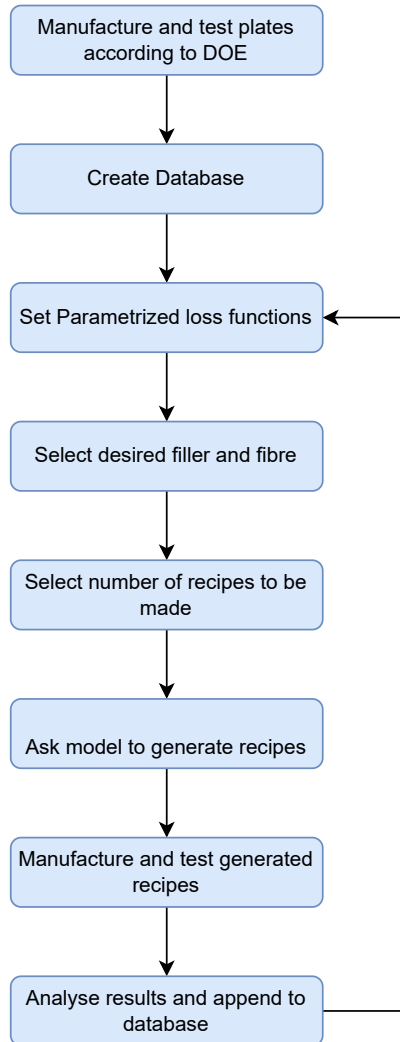 Manufacture and test plates
according to DOE
Create Database
Set Parametrized loss functions
Select desired filler and fibre
Select number of recipes to be
made
Ask model to generate recipes
Manufacture and test generated
recipes
Analyse results and append to
database